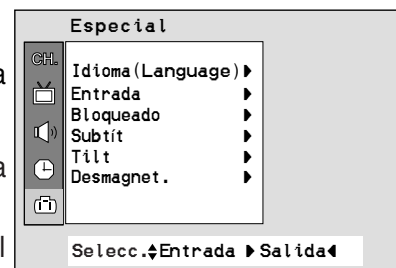 Especial
CH.
a
Idioma(Language)▶
Entrada ▶
Bloqueado ▶
Subtít ▶
a
Tilt ▶
Desmagnet. ▶
l
Selecc.▲▼Entrada ▶Salida◀